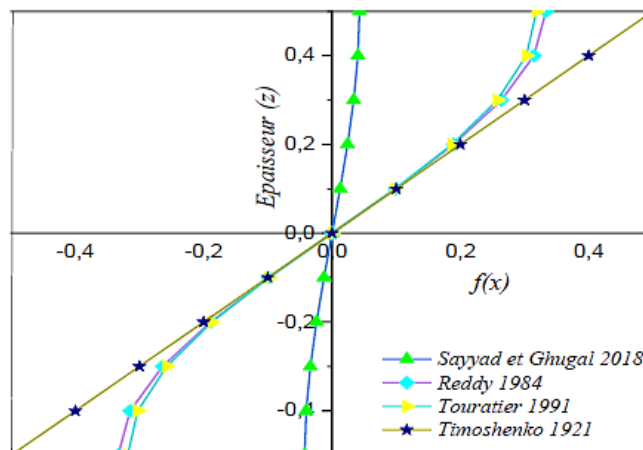 Epaisseur (z)
0,4
0,2
0,0
0,0
-0,4
-0,2
0,2
0,4
f(x)
-0,2
-0,4
Sayyad et Ghugal 2018
Reddy 1984
Touratier 1991
Timoshenko 1921